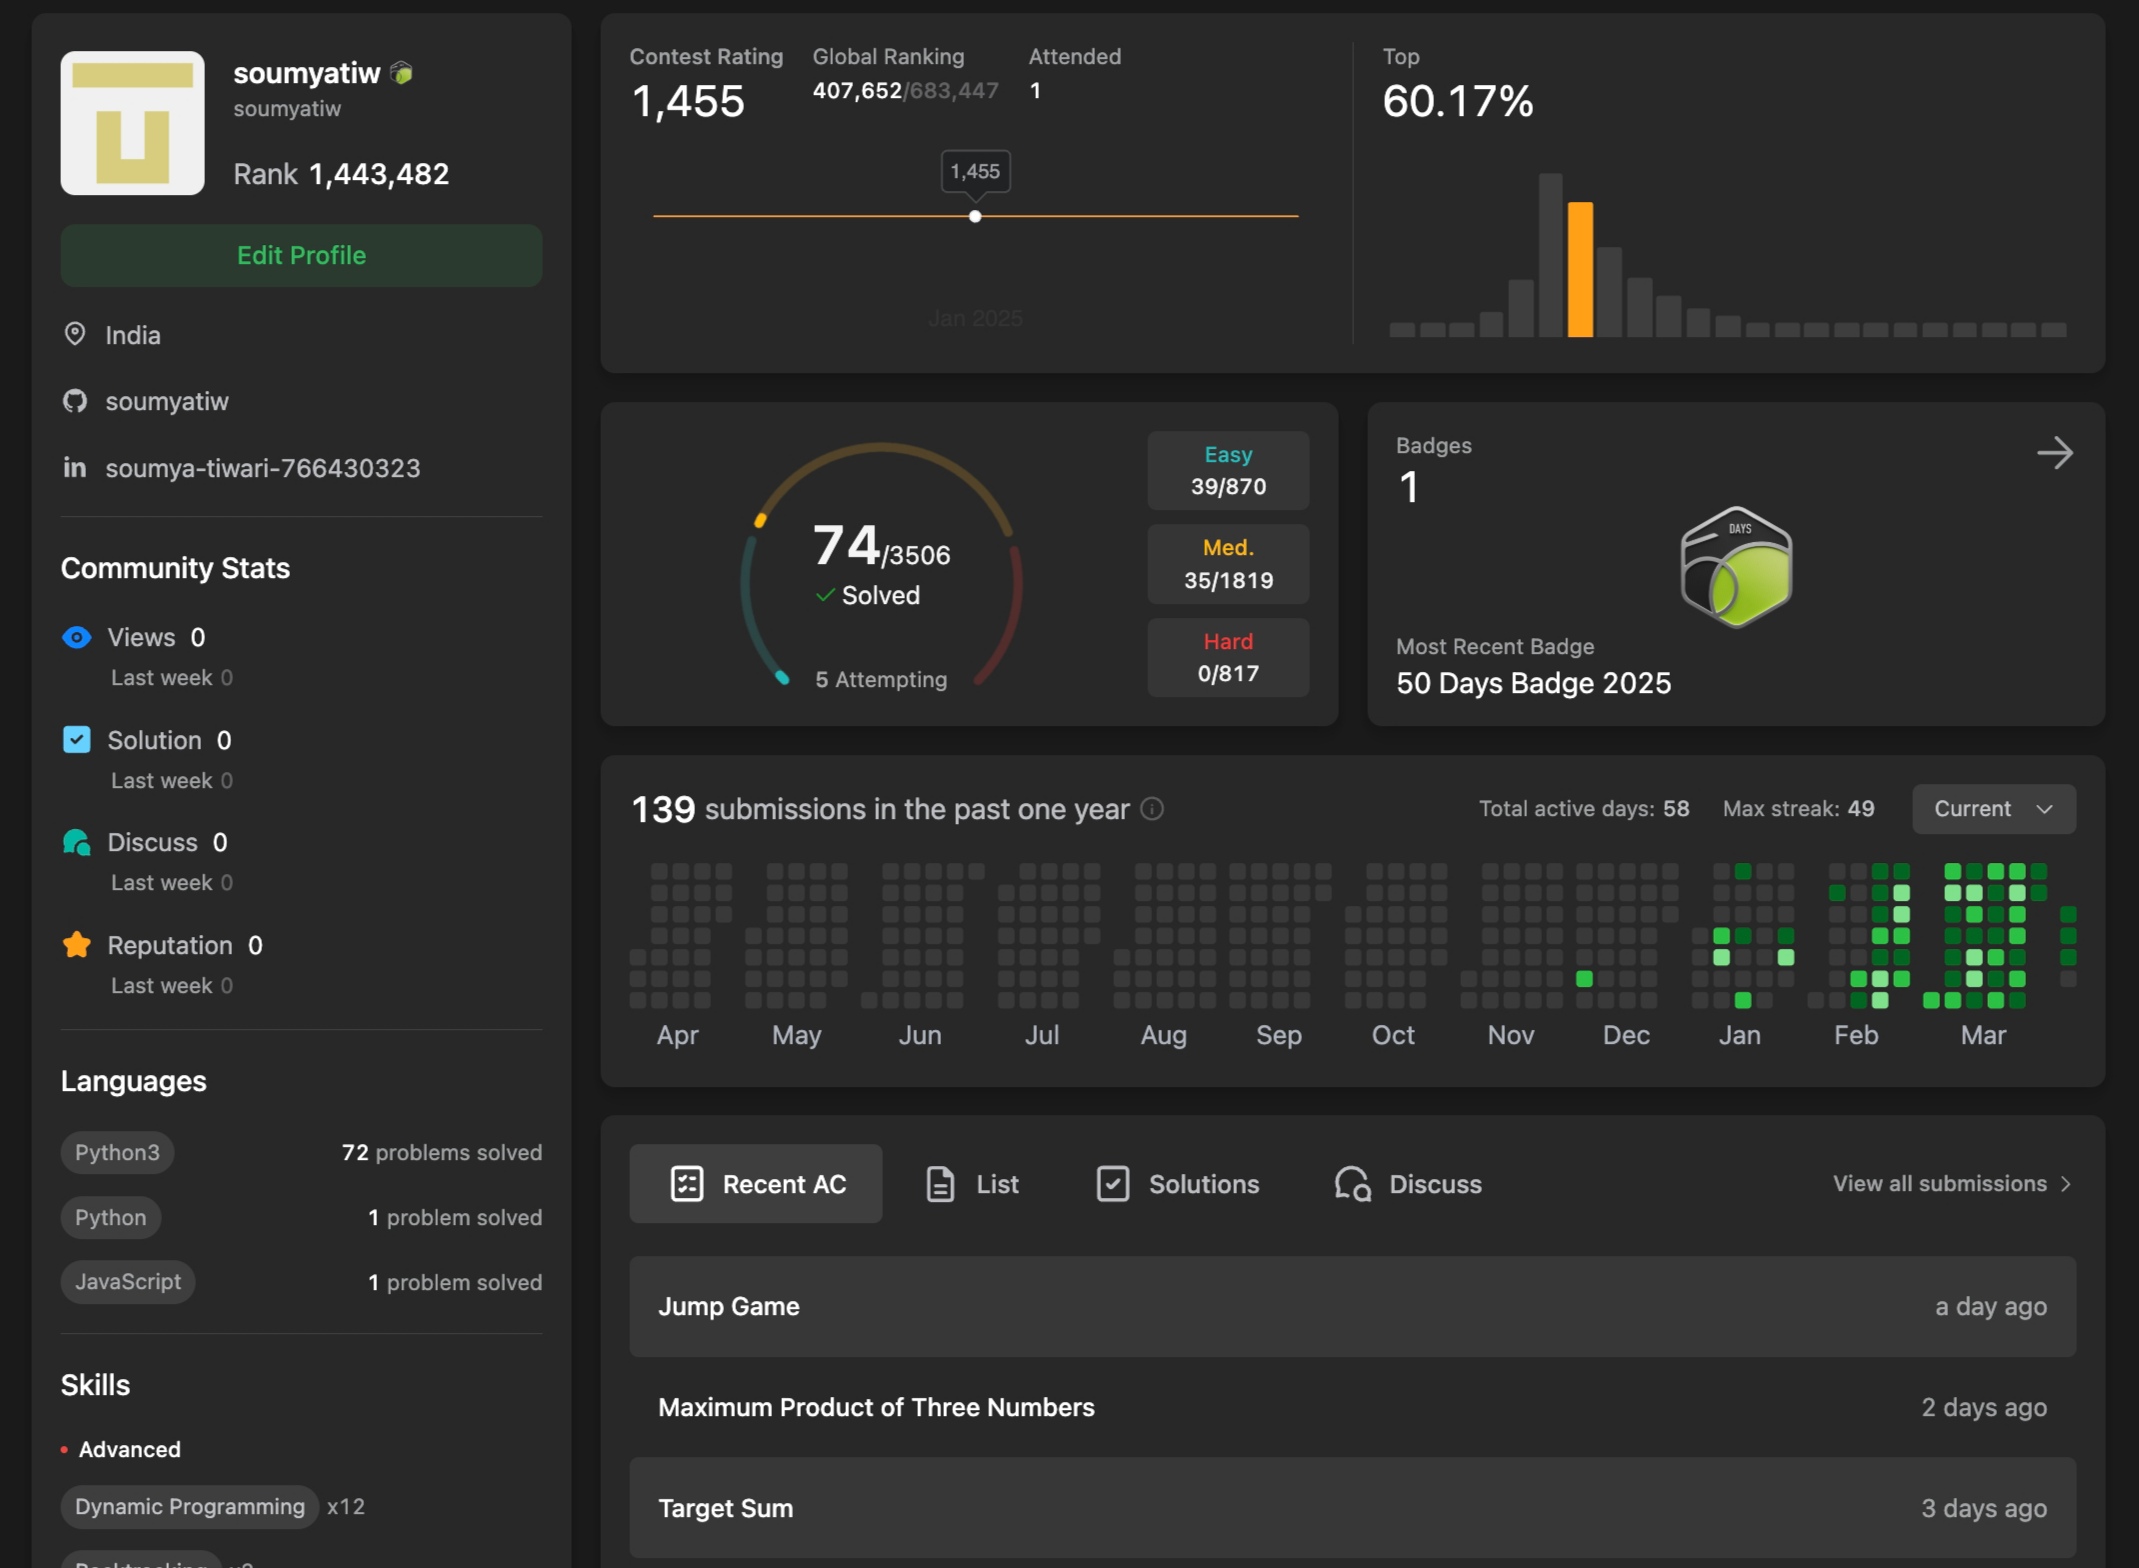 soumyatiw
soumyatiw
Rank 1,443,482
Edit Profile
India
soumyatiw
in soumya-tiwari-766430323
Community Stats
Views 0
Last week 0
Solution 0
Last week 0
Discuss 0
Last week 0
Reputation 0
Last week 0
Languages
Python3 72 problems solved
Python 1 problem solved
JavaScript 1 problem solved
Skills
Advanced
Dynamic Programming x12
Contest Rating Global Ranking Attended
1,455 407,652/683,447 1
1,455
Jan 2025
Top
60.17%
74/3506
Solved
5 Attempting
Easy
39/870
Med.
35/1819
Hard
0/817
Badges
1
DAYS
Most Recent Badge
50 Days Badge 2025
139 submissions in the past one year Total active days: 58 Max streak: 49 Current
Apr May Jun Jul Aug Sep Oct Nov Dec Jan Feb Mar
Recent AC List Solutions Discuss View all submissions
Jump Game a day ago
Maximum Product of Three Numbers 2 days ago
Target Sum 3 days ago